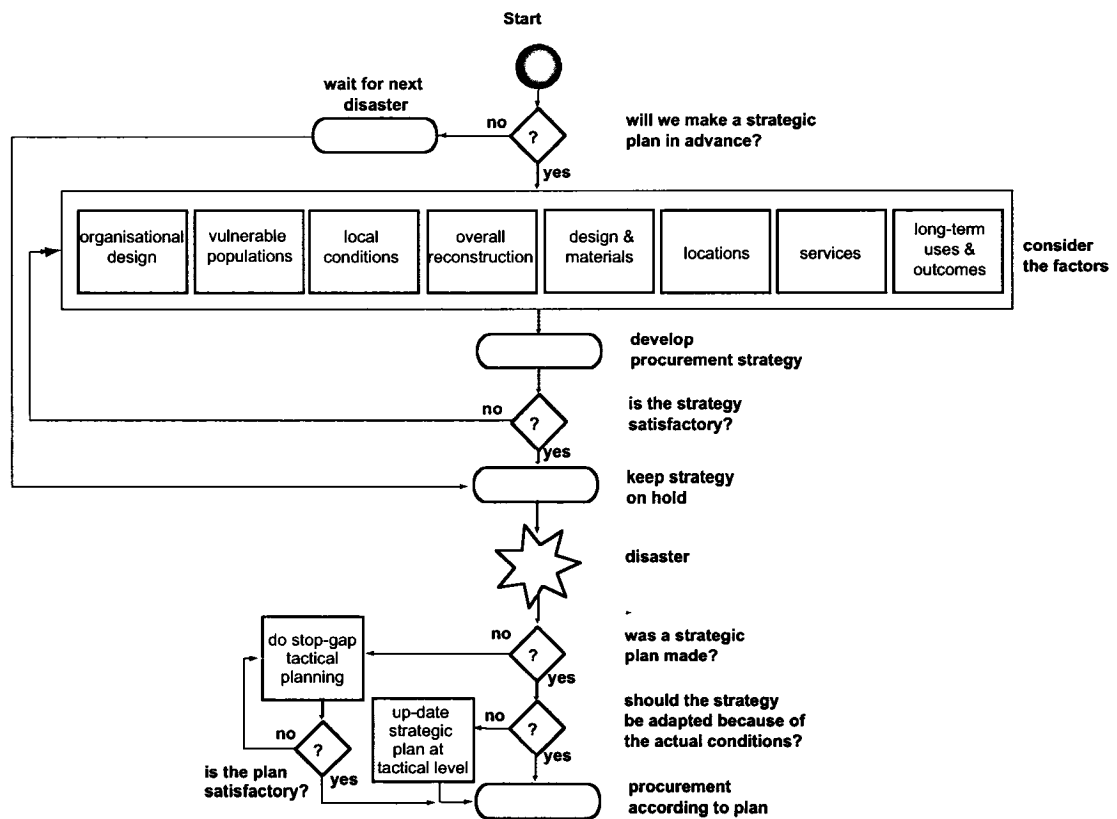 Start
wait for next
disaster
no
?
will we make a strategic
plan in advance?
yes
organisational
design
vulnerable
populations
local
conditions
overall
reconstruction
design &
materials
locations
services
long-term
uses &
outcomes
consider
the factors
develop
procurement strategy
no
?
is the strategy
satisfactory?
yes
keep strategy
on hold
disaster
do stop-gap
tactical
planning
no
?
was a strategic
plan made?
yes
up-date
strategic
plan at
tactical level
no
?
should the strategy
be adapted because of
the actual conditions?
yes
no
?
is the plan
satisfactory?
yes
procurement
according to plan